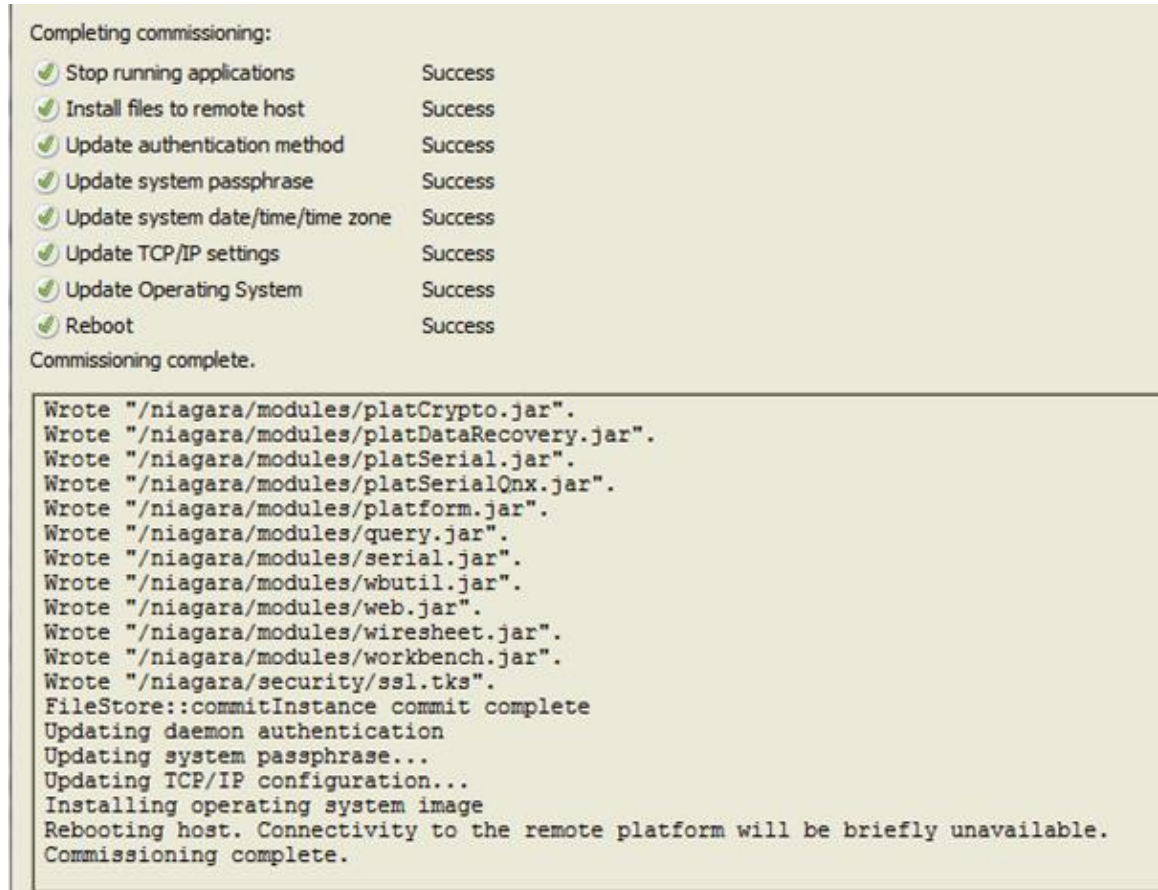 Completing commissioning:
Stop running applications Success
Install files to remote host Success
Update authentication method Success
Update system passphrase Success
Update system date/time/time zone Success
Update TCP/IP settings Success
Update Operating System Success
Reboot Success
Commissioning complete.
Wrote "/niagara/modules/platCrypto.jar".
Wrote "/niagara/modules/platDataRecovery.jar".
Wrote "/niagara/modules/platSerial.jar".
Wrote "/niagara/modules/platSerialQnx.jar".
Wrote "/niagara/modules/platform.jar".
Wrote "/niagara/modules/query.jar".
Wrote "/niagara/modules/serial.jar".
Wrote "/niagara/modules/wbutil.jar".
Wrote "/niagara/modules/web.jar".
Wrote "/niagara/modules/wiresheet.jar".
Wrote "/niagara/modules/workbench.jar".
Wrote "/niagara/security/ssl.tks".
FileStore::commitInstance commit complete
Updating daemon authentication
Updating system passphrase...
Updating TCP/IP configuration...
Installing operating system image
Rebooting host. Connectivity to the remote platform will be briefly unavailable.
Commissioning complete.